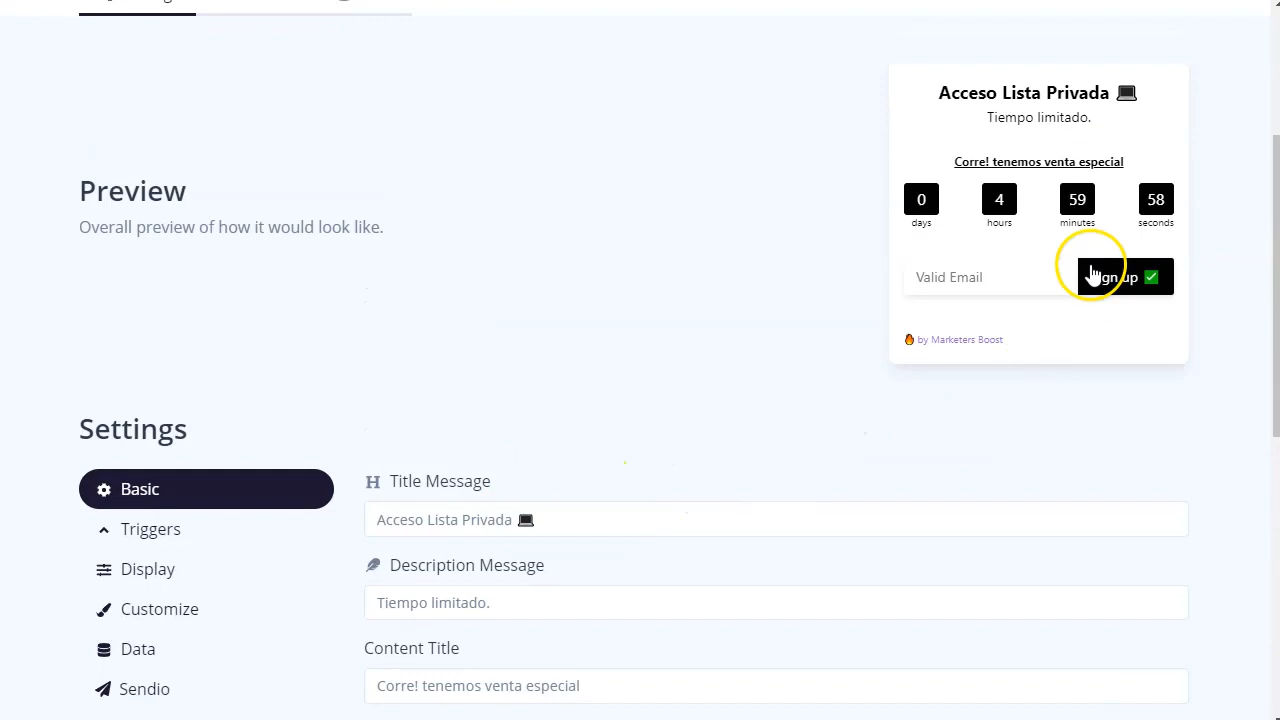 Acceso Lista Privada 💻
Tiempo limitado.
Corre! tenemos venta especial
0 4 59 58
days hours minutes seconds
Valid Email
🔥 by Marketers Boost
Preview
Overall preview of how it would look like.
Settings
Basic
Triggers
Display
Customize
Data
Sendio
Title Message
Acceso Lista Privada 💻
Description Message
Tiempo limitado.
Content Title
Corre! tenemos venta especial